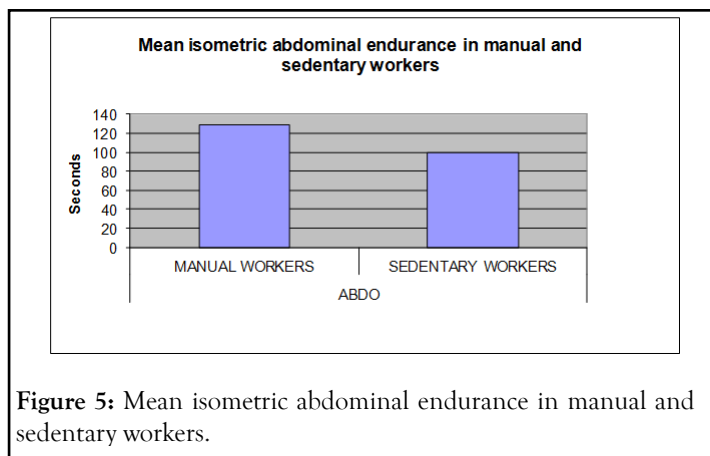 Mean isometric abdominal endurance in manual and
sedentary workers
140
120
100
80
60
40
20
0
Seconds
MANUAL WORKERS SEDENTARY WORKERS
ABDO
Figure 5: Mean isometric abdominal endurance in manual and
sedentary workers.